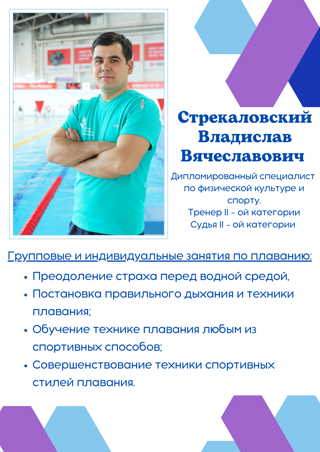 Стрекаловский
Владислав
Вячеславович
Дипломированный специалист
по физической культуре и
спорту.
Тренер II - ой категории
Судья II - ой категории
Групповые и индивидуальные занятия по плаванию:
• Преодоление страха перед водной средой,
• Постановка правильного дыхания и техники
плавания;
• Обучение технике плавания любым из
спортивных способов;
• Совершенствование техники спортивных
стилей плавания.